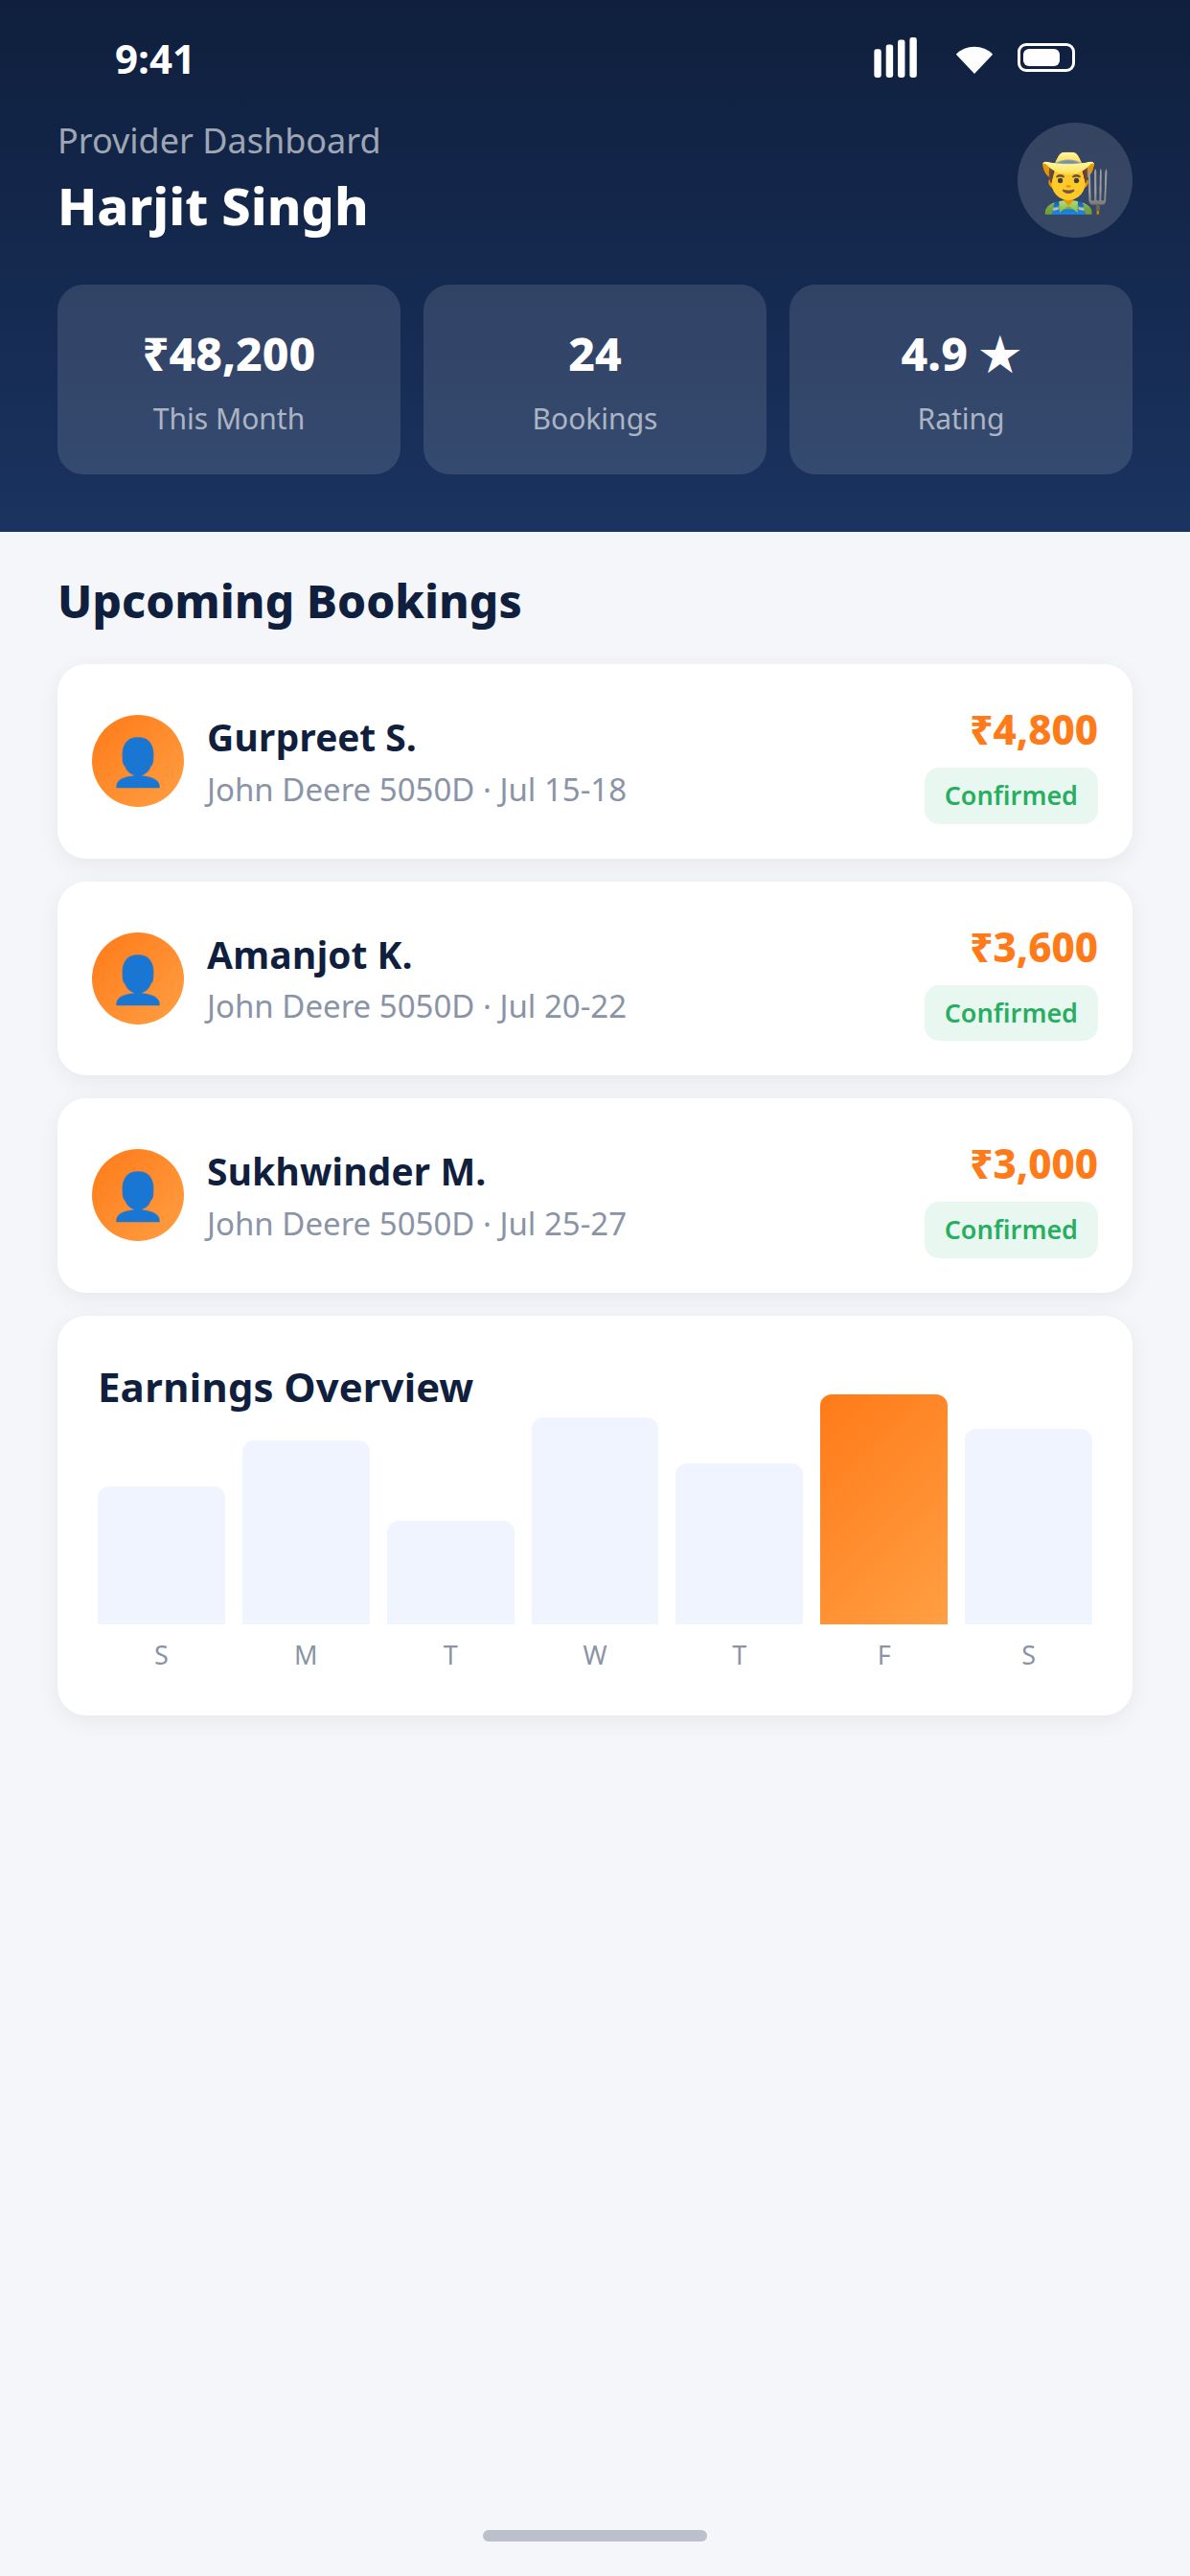 9:41
Provider Dashboard
Harjit Singh
₹48,200
This Month
24
Bookings
4.9 ★
Rating
Upcoming Bookings
Gurpreet S.
John Deere 5050D · Jul 15-18
₹4,800
Confirmed
Amanjot K.
John Deere 5050D · Jul 20-22
₹3,600
Confirmed
Sukhwinder M.
John Deere 5050D · Jul 25-27
₹3,000
Confirmed
Earnings Overview
S M T W T F S